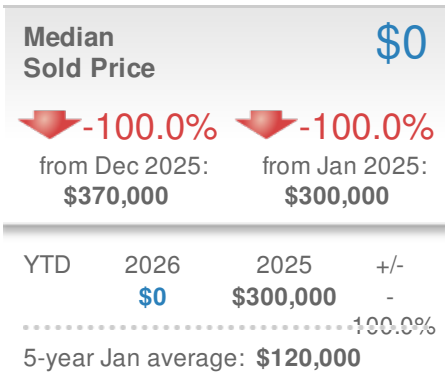 Median $0
Sold Price
-100.0% -100.0%
from Dec 2025: from Jan 2025:
$370,000 $300,000
YTD 2026 2025 +/-
$0 $300,000 -
100.0%
5-year Jan average: $120,000